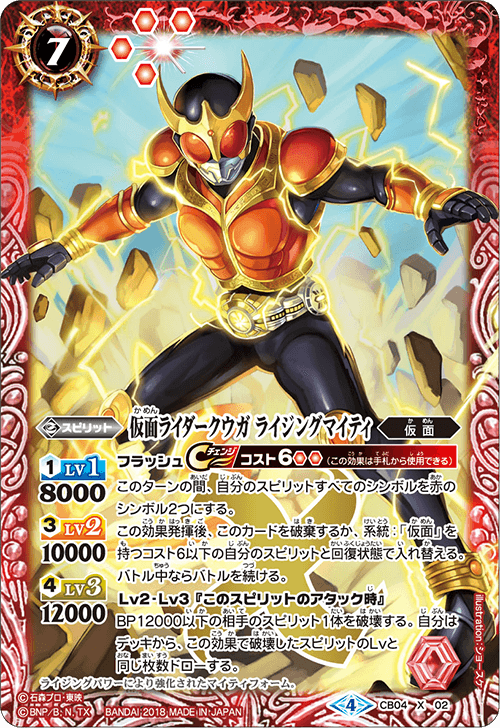 7
スピリット
仮面ライダークウガ ライジングマイティ
仮面
1 LV1 8000
3 LV2 10000
4 LV3 12000
フラッシュ チェンジ コスト6 (この効果は手札から使用できる)
このターンの間、自分のスピリットすべてのシンボルを赤の
シンボル2つにする。
この効果発揮後、このカードを破棄するか、系統:「仮面」を
持つコスト6以下の自分のスピリットと回復状態で入れ替える。
バトル中ならバトルを続ける。
Lv2・Lv3『このスピリットのアタック時』
BP12000以下の相手のスピリット1体を破壊する。自分は
デッキから、この効果で破壊したスピリットのLvと
同じ枚数ドローする。
ライジングパワーにより強化されたマイティフォーム。
Illustration:ショースケ
©石森プロ・東映
©BNP/B, N, TX BANDAI 2018 MADE IN JAPAN
4 CB04 X 02